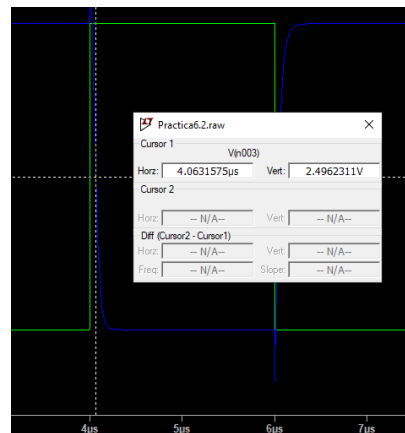 Practica6.2.raw
Cursor 1
V(n003)
Horz: 4.0631575µs Vert: 2.4962311V
Cursor 2
Horz: -- N/A-- Vert: -- N/A--
Diff (Cursor2 - Cursor1)
Horz: -- N/A-- Vert: -- N/A--
Freq: -- N/A-- Slope: -- N/A--
4µs 5µs 6µs 7µs